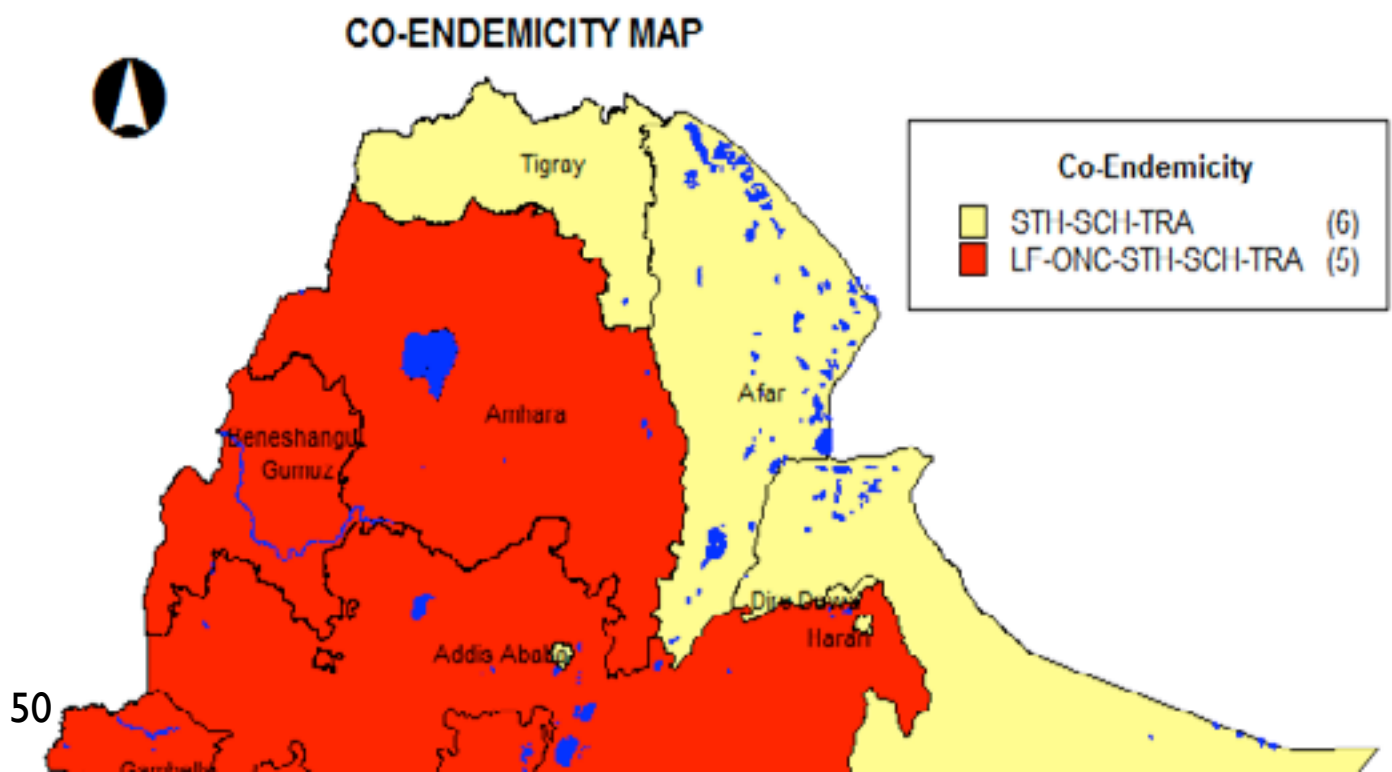 CO-ENDEMICITY MAP
Co-Endemicity
STH-SCH-TRA (6)
LF-ONC-STH-SCH-TRA (5)
Tigray
Afar
Amhara
Beneshangul
Gumuz
Dire Dawa
Harari
Addis Ababa
50